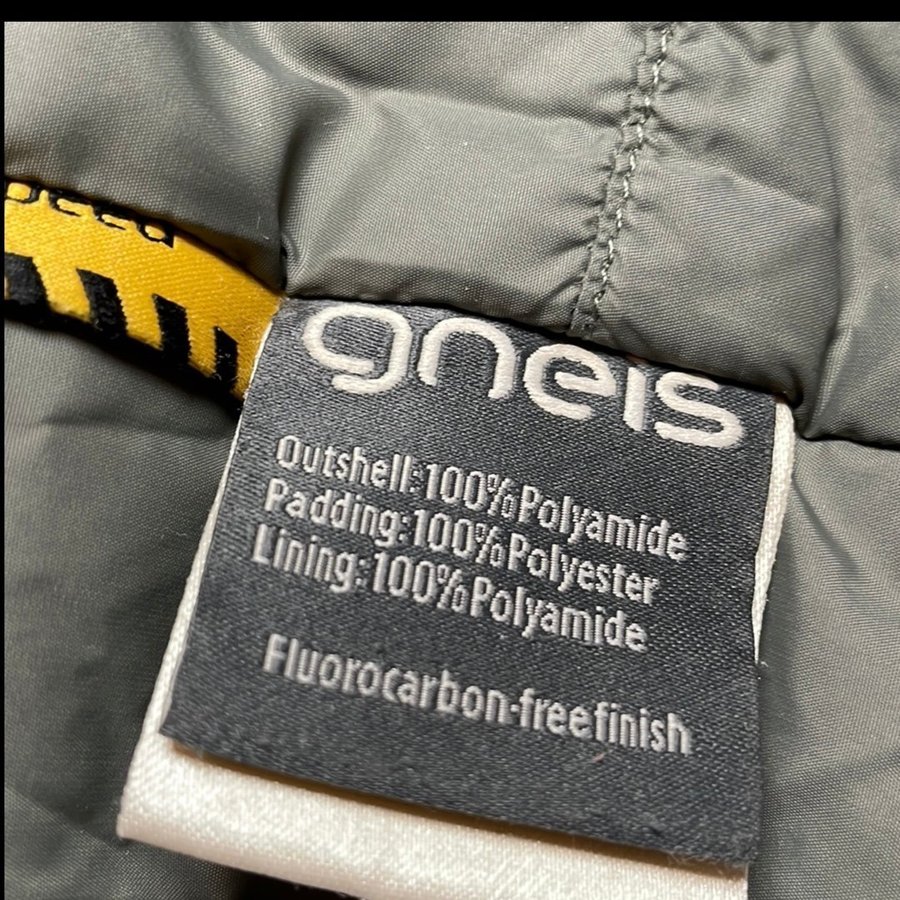 gneis
Outshell:100%Polyamide
Padding:100%Polyester
Lining:100%Polyamide
Fluorocarbon-freefinish